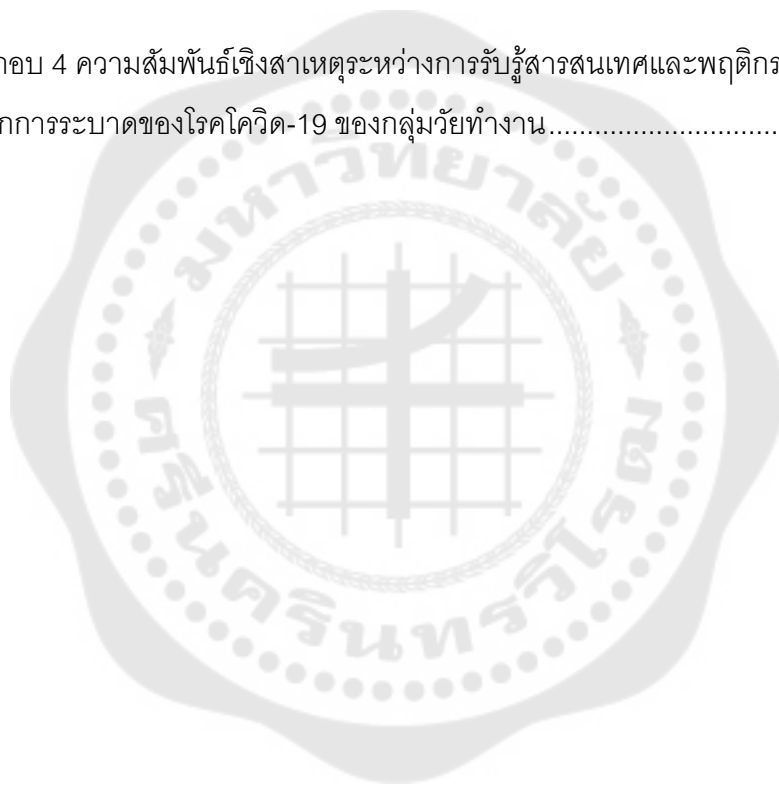 กอบ 4 ความสัมพันธ์เชิงสาเหตุระหว่างการรับรู้สารสนเทศและพฤติกร
กการระบาดของโรคโควิด-19 ของกลุ่มวัยทำงาน..............................
มหาวิทยาลัย
ศรีนครินทรวิโรฒ